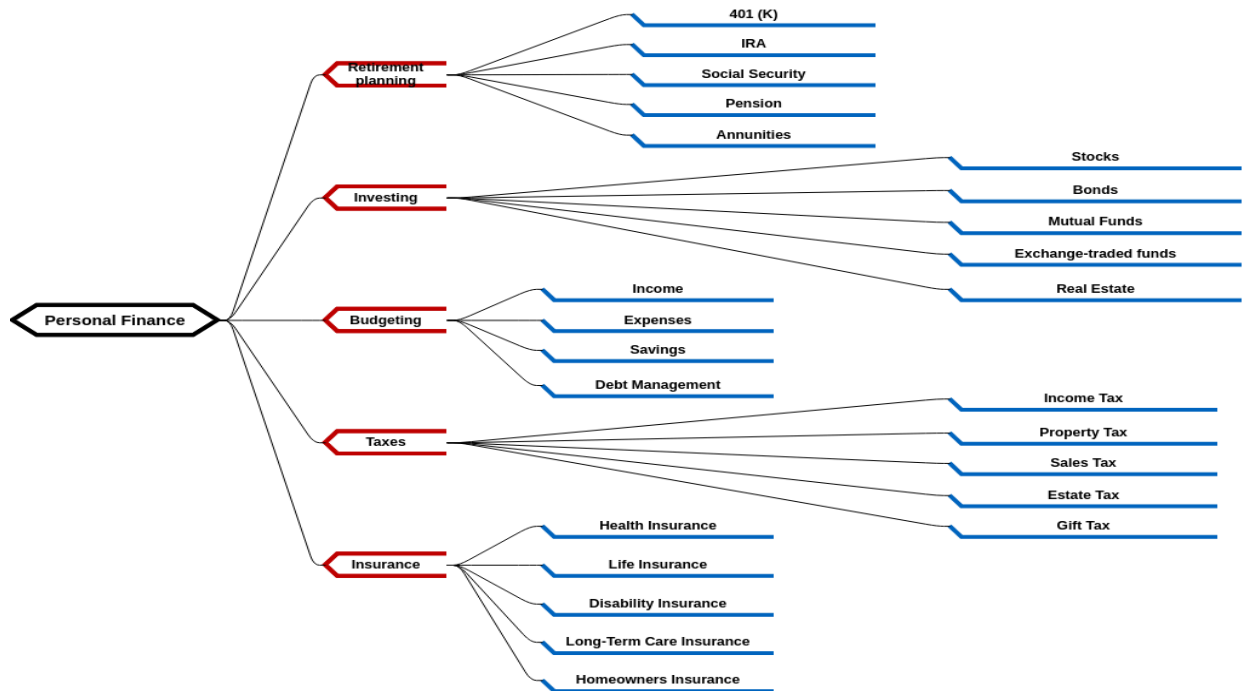 Personal Finance
Retirement
planning
401 (K)
IRA
Social Security
Pension
Annunities
Investing
Stocks
Bonds
Mutual Funds
Exchange-traded funds
Real Estate
Budgeting
Income
Expenses
Savings
Debt Management
Taxes
Income Tax
Property Tax
Sales Tax
Estate Tax
Gift Tax
Insurance
Health Insurance
Life Insurance
Disability Insurance
Long-Term Care Insurance
Homeowners Insurance